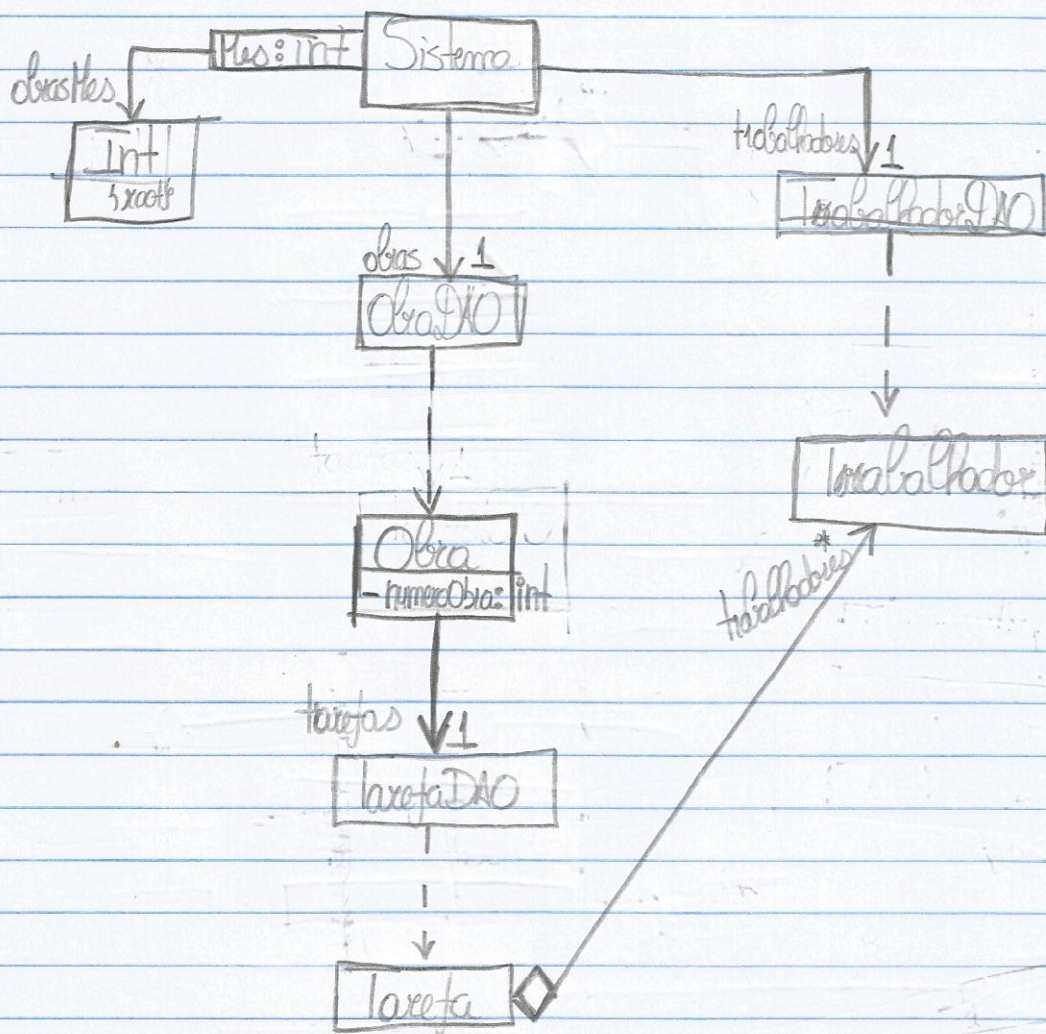 Mes: int
Sistema
obrasMes
Int
trabalhadores 1
TrabalhadorDAO
obras 1
ObraDAO
Trabalhador
Obra
- numeroObra: int
trabalhadores *
tarefas 1
TarefaDAO
Tarefa